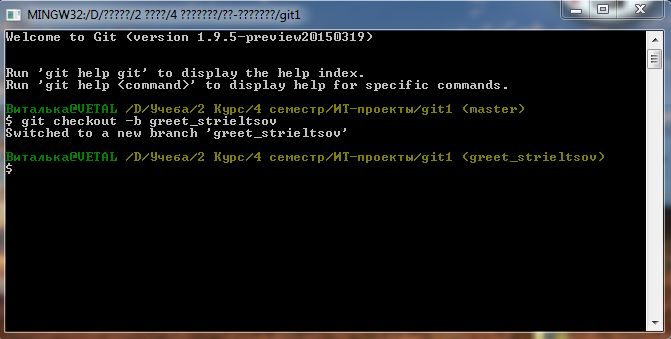 MINGW32:/D/?????/2 ????/4 ???????/??-???????/git1
Welcome to Git (version 1.9.5-preview20150319)
Run 'git help git' to display the help index.
Run 'git help <command>' to display help for specific commands.
Виталька@VETAL /D/Учеба/2 Курс/4 семестр/ИТ-проекты/git1 (master)
$ git checkout -b greet_strieltsov
Switched to a new branch 'greet_strieltsov'
Виталька@VETAL /D/Учеба/2 Курс/4 семестр/ИТ-проекты/git1 (greet_strieltsov)
$